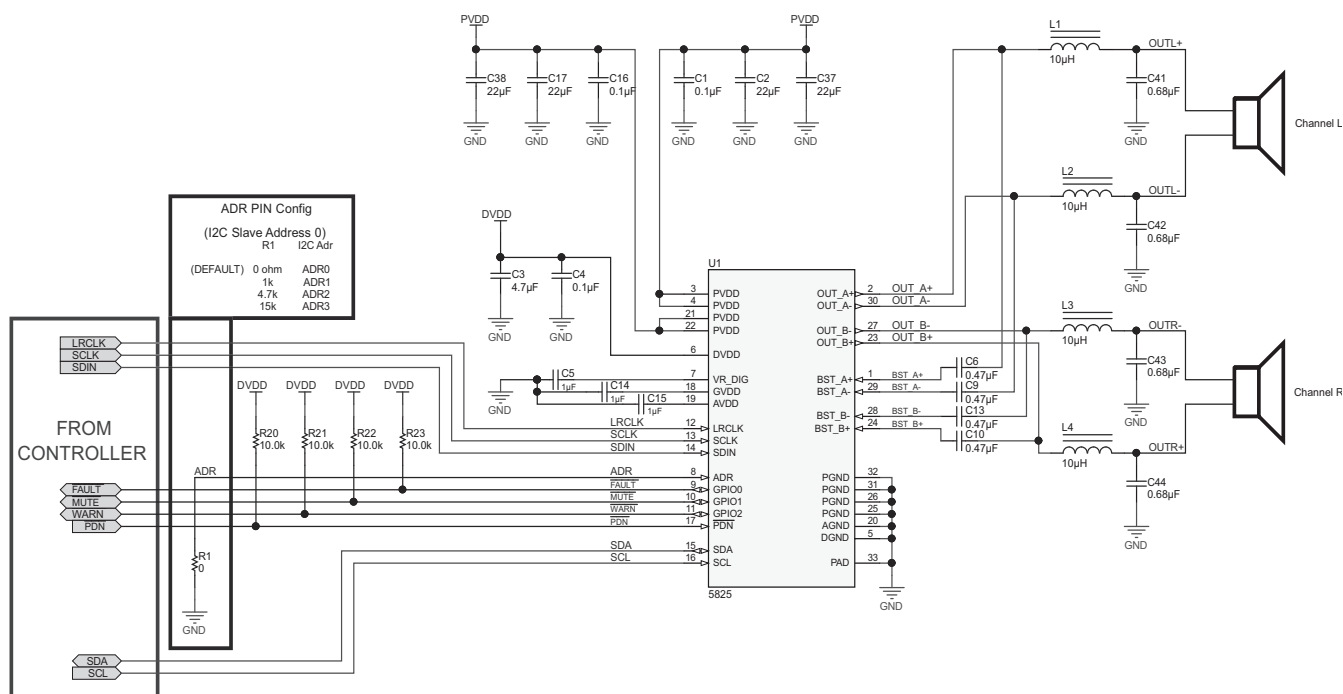 PVDD
PVDD
L1
10µH
OUTL+
C38
22µF
C17
22µF
C16
0.1µF
C1
0.1µF
C2
22µF
C37
22µF
C41
0.68µF
GND
GND
GND
GND
GND
GND
GND
Channel L
L2
10µH
OUTL-
C42
0.68µF
GND
ADR PIN Config
(I2C Slave Address 0)
R1 I2C Adr
(DEFAULT) 0 ohm ADR0
1k ADR1
4.7k ADR2
15k ADR3
DVDD
C3
4.7µF
C4
0.1µF
GND
GND
U1
3 PVDD
4 PVDD
21 PVDD
22 PVDD
6 DVDD
7 VR_DIG
18 GVDD
19 AVDD
12 LRCLK
13 SCLK
14 SDIN
8 ADR
9 GPIO0
10 GPIO1
11 GPIO2
17 PDN
15 SDA
16 SCL
5825
OUT_A+ 2 OUT_A+
OUT_A- 30 OUT_A-
OUT_B- 27 OUT_B-
OUT_B+ 23 OUT_B+
BST_A+ 1 BST_A+
BST_A- 29 BST_A-
BST_B- 28 BST_B-
BST_B+ 24 BST_B+
PGND 32
PGND 31
PGND 26
PGND 25
AGND 20
DGND 5
PAD 33
GND
C6
0.47µF
C9
0.47µF
C13
0.47µF
C10
0.47µF
L3
10µH
OUTR-
C43
0.68µF
GND
Channel R
L4
10µH
OUTR+
C44
0.68µF
GND
C5
1µF
C14
1µF
C15
1µF
GND
LRCLK
SCLK
SDIN
LRCLK
SCLK
SDIN
DVDD
DVDD
DVDD
DVDD
R20
10.0k
R21
10.0k
R22
10.0k
R23
10.0k
FROM
CONTROLLER
ADR
ADR
FAULT
FAULT
MUTE
MUTE
WARN
WARN
PDN
PDN
R1
0
GND
SDA
SCL
SDA
SCL